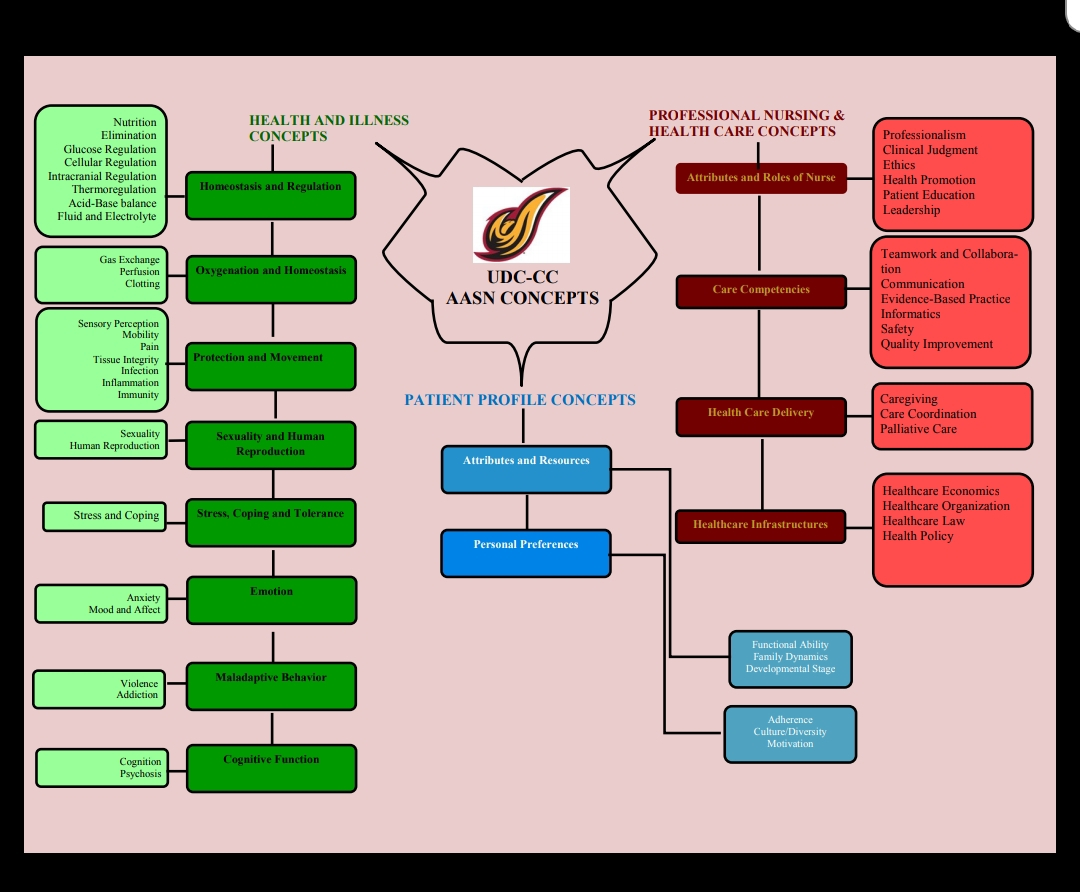 HEALTH AND ILLNESS
CONCEPTS
Nutrition
Elimination
Glucose Regulation
Cellular Regulation
Intracranial Regulation
Thermoregulation
Acid-Base balance
Fluid and Electrolyte
Homeostasis and Regulation
Gas Exchange
Perfusion
Clotting
Oxygenation and Homeostasis
Sensory Perception
Mobility
Pain
Tissue Integrity
Infection
Inflammation
Immunity
Protection and Movement
Sexuality
Human Reproduction
Sexuality and Human
Reproduction
Stress and Coping
Stress, Coping and Tolerance
Anxiety
Mood and Affect
Emotion
Violence
Addiction
Maladaptive Behavior
Cognition
Psychosis
Cognitive Function
UDC-CC
AASN CONCEPTS
PATIENT PROFILE CONCEPTS
Attributes and Resources
Personal Preferences
Functional Ability
Family Dynamics
Developmental Stage
Adherence
Culture/Diversity
Motivation
PROFESSIONAL NURSING &
HEALTH CARE CONCEPTS
Attributes and Roles of Nurse
Professionalism
Clinical Judgment
Ethics
Health Promotion
Patient Education
Leadership
Care Competencies
Teamwork and Collabora-
tion
Communication
Evidence-Based Practice
Informatics
Safety
Quality Improvement
Health Care Delivery
Caregiving
Care Coordination
Palliative Care
Healthcare Infrastructures
Healthcare Economics
Healthcare Organization
Healthcare Law
Health Policy